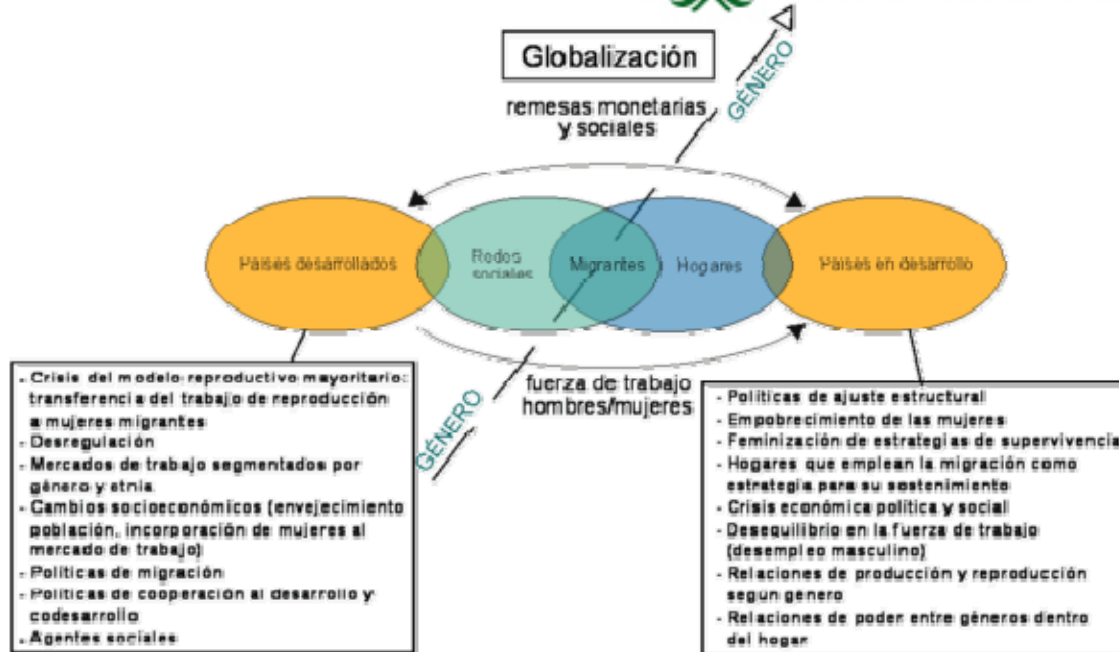 Globalización
GÉNERO
remesas monetarias
y sociales
Países desarrollados
Redes
sociales
Migrantes
Hogares
Países en desarrollo
fuerza de trabajo
hombres/mujeres
GÉNERO
- Crisis del modelo reproductivo mayoritario:
transferencia del trabajo de reproducción
a mujeres migrantes
- Desregulación
- Mercados de trabajo segmentados por
género y etnia
- Cambios socioeconómicos (envejecimiento
población, incorporación de mujeres al
mercado de trabajo)
- Políticas de migración
- Políticas de cooperación al desarrollo y
codesarrollo
- Agentes sociales
- Políticas de ajuste estructural
- Empobrecimiento de las mujeres
- Feminización de estrategias de supervivencia
- Hogares que emplean la migración como
estrategia para su sostenimiento
- Crisis económica política y social
- Desequilibrio en la fuerza de trabajo
(desempleo masculino)
- Relaciones de producción y reproducción
segun género
- Relaciones de poder entre géneros dentro
del hogar